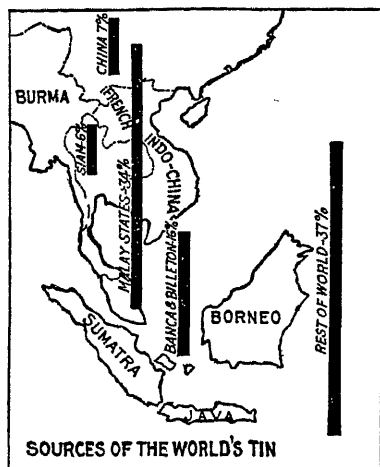 CHINA 7%
BURMA
FRENCH
INDO-CHINA
SIAM-6%
MALAY-STATES-34%
BANCA & BILLETON-16%
REST OF WORLD-37%
BORNEO
SUMATRA
JAVA
SOURCES OF THE WORLD'S TIN